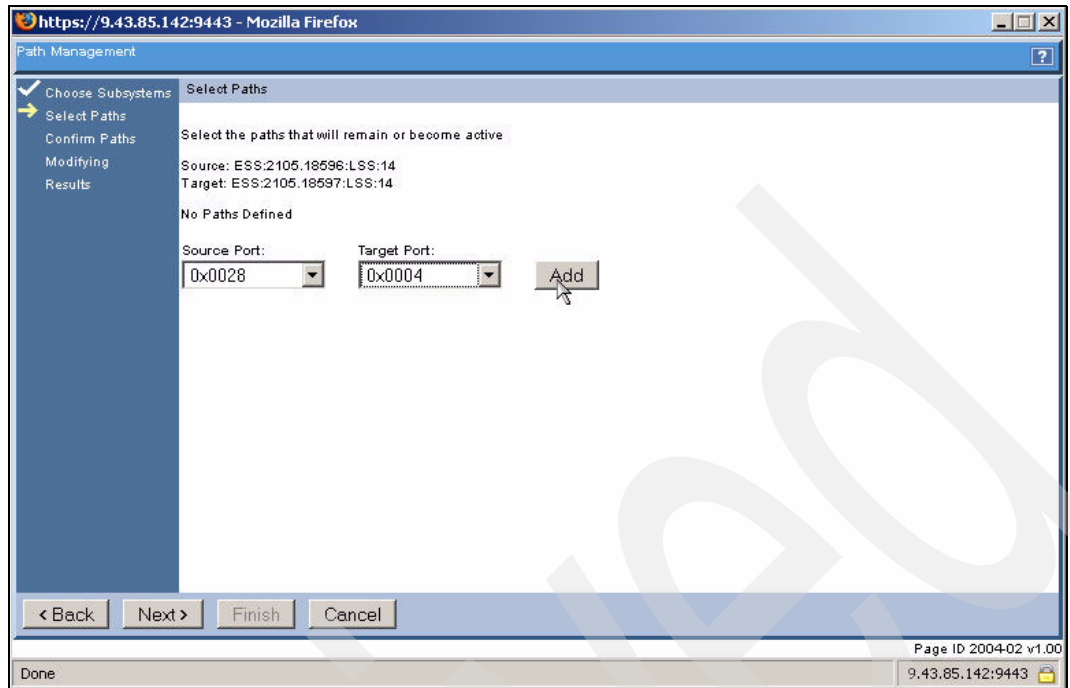 https://9.43.85.142:9443 - Mozilla Firefox
Path Management
?
Choose Subsystems
Select Paths
Confirm Paths
Modifying
Results
Select Paths
Select the paths that will remain or become active
Source: ESS:2105.18596:LSS:14
Target: ESS:2105.18597:LSS:14
No Paths Defined
Source Port: Target Port:
0x0028 0x0004 Add
< Back Next > Finish Cancel
Page ID 2004-02 v1.00
Done 9.43.85.142:9443